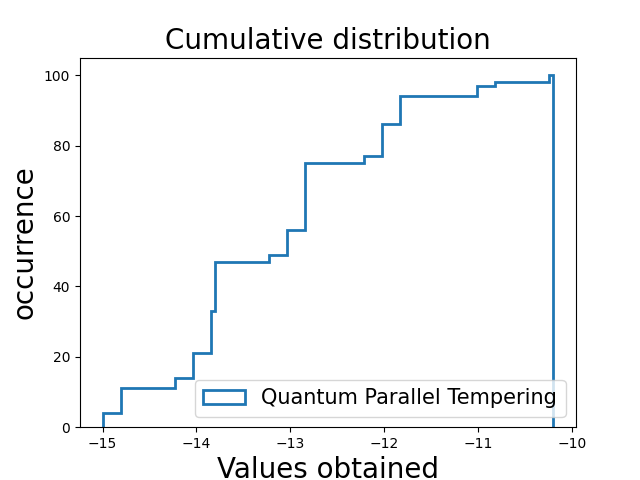 Cumulative distribution
occurrence
100
80
60
40
20
0
Quantum Parallel Tempering
−15 −14 −13 −12 −11 −10
Values obtained